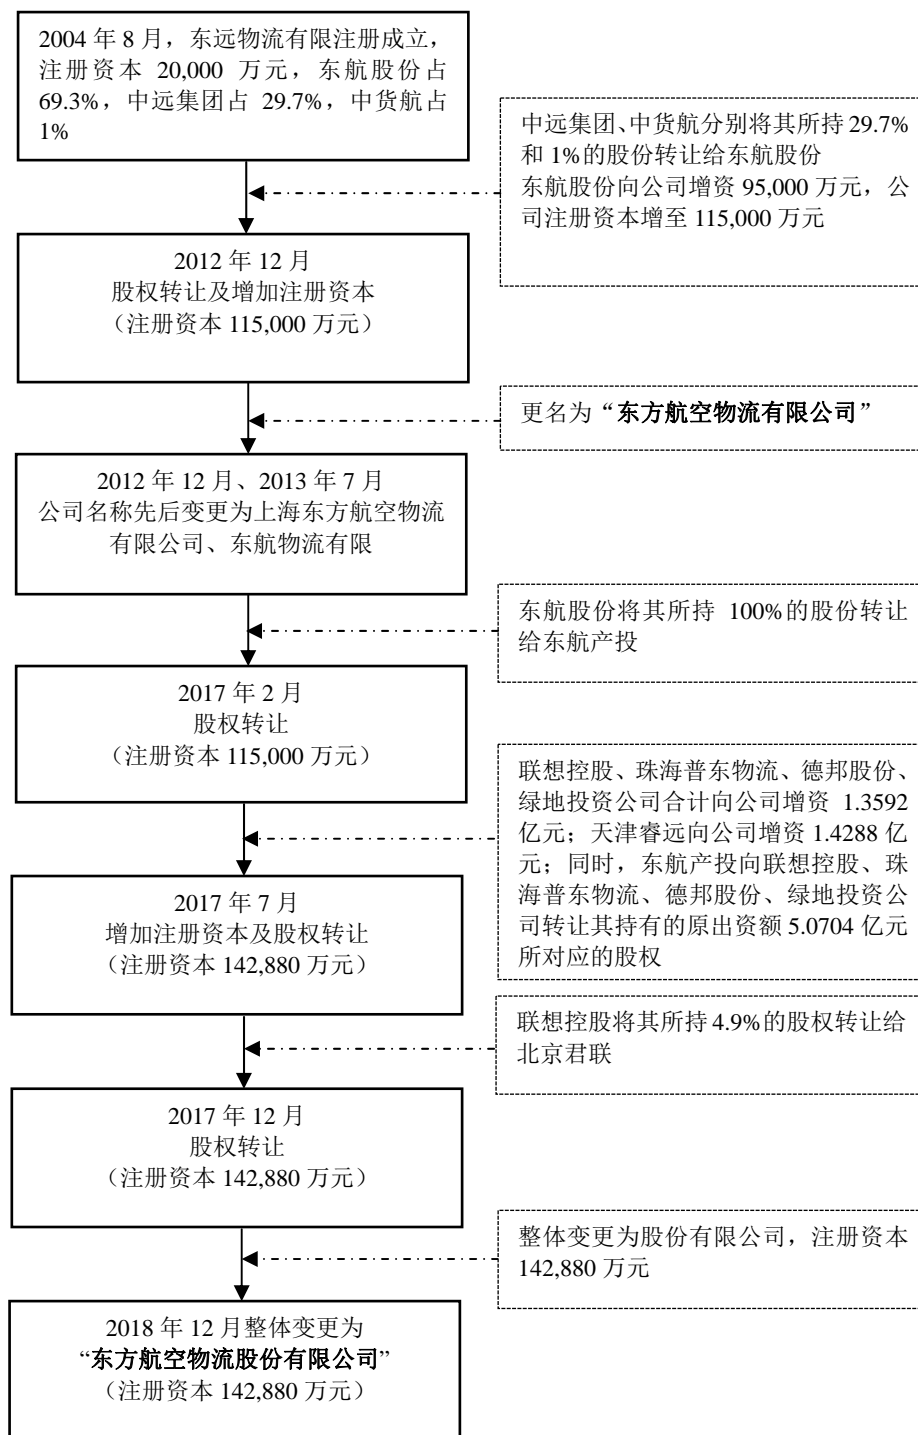 2004 年 8 月，东远物流有限注册成立，
注册资本 20,000 万元，东航股份占
69.3%，中远集团占 29.7%，中货航占
1%
中远集团、中货航分别将其所持 29.7%
和 1%的股份转让给东航股份
东航股份向公司增资 95,000 万元，公
司注册资本增至 115,000 万元
2012 年 12 月
股权转让及增加注册资本
（注册资本 115,000 万元）
更名为“东方航空物流有限公司”
2012 年 12 月、2013 年 7 月
公司名称先后变更为上海东方航空物流
有限公司、东航物流有限
东航股份将其所持 100%的股份转让
给东航产投
2017 年 2 月
股权转让
（注册资本 115,000 万元）
联想控股、珠海普东物流、德邦股份、
绿地投资公司合计向公司增资 1.3592
亿元；天津睿远向公司增资 1.4288 亿
元；同时，东航产投向联想控股、珠
海普东物流、德邦股份、绿地投资公
司转让其持有的原出资额 5.0704 亿元
所对应的股权
2017 年 7 月
增加注册资本及股权转让
（注册资本 142,880 万元）
联想控股将其所持 4.9%的股权转让给
北京君联
2017 年 12 月
股权转让
（注册资本 142,880 万元）
整体变更为股份有限公司，注册资本
142,880 万元
2018 年 12 月整体变更为
“东方航空物流股份有限公司”
（注册资本 142,880 万元）